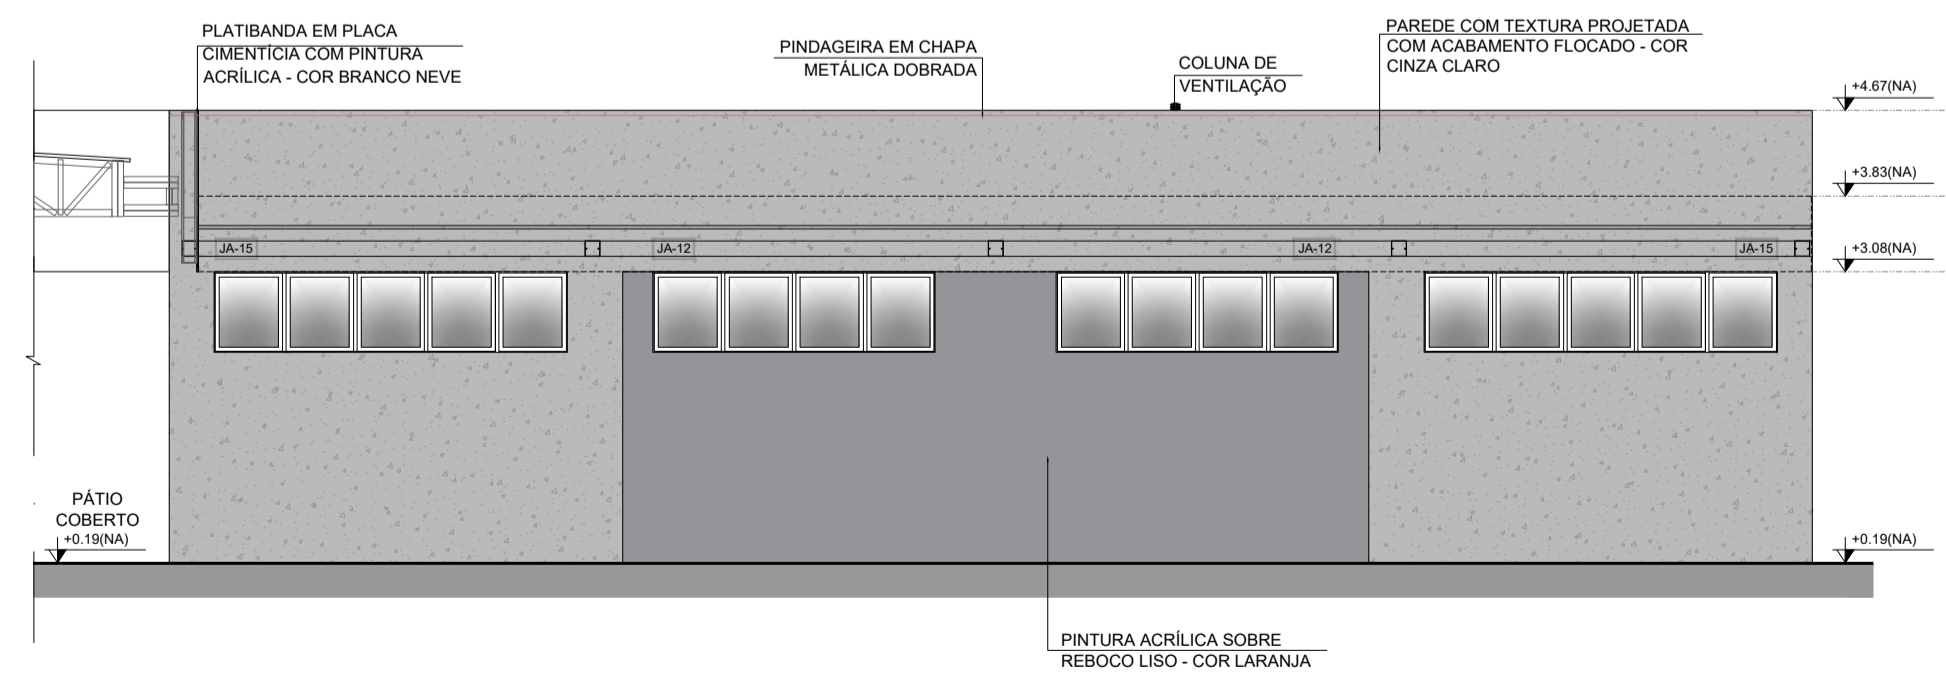 PLATIBANDA EM PLACA
CIMENTÍCIA COM PINTURA
ACRÍLICA - COR BRANCO NEVE
PINDAGEIRA EM CHAPA
METÁLICA DOBRADA
COLUNA DE
VENTILAÇÃO
PAREDE COM TEXTURA PROJETADA
COM ACABAMENTO FLOCADO - COR
CINZA CLARO
+4.67(NA)
+3.83(NA)
+3.08(NA)
JA-15
JA-12
JA-12
JA-15
PÁTIO
COBERTO
+0.19(NA)
+0.19(NA)
PINTURA ACRÍLICA SOBRE
REBOCO LISO - COR LARANJA